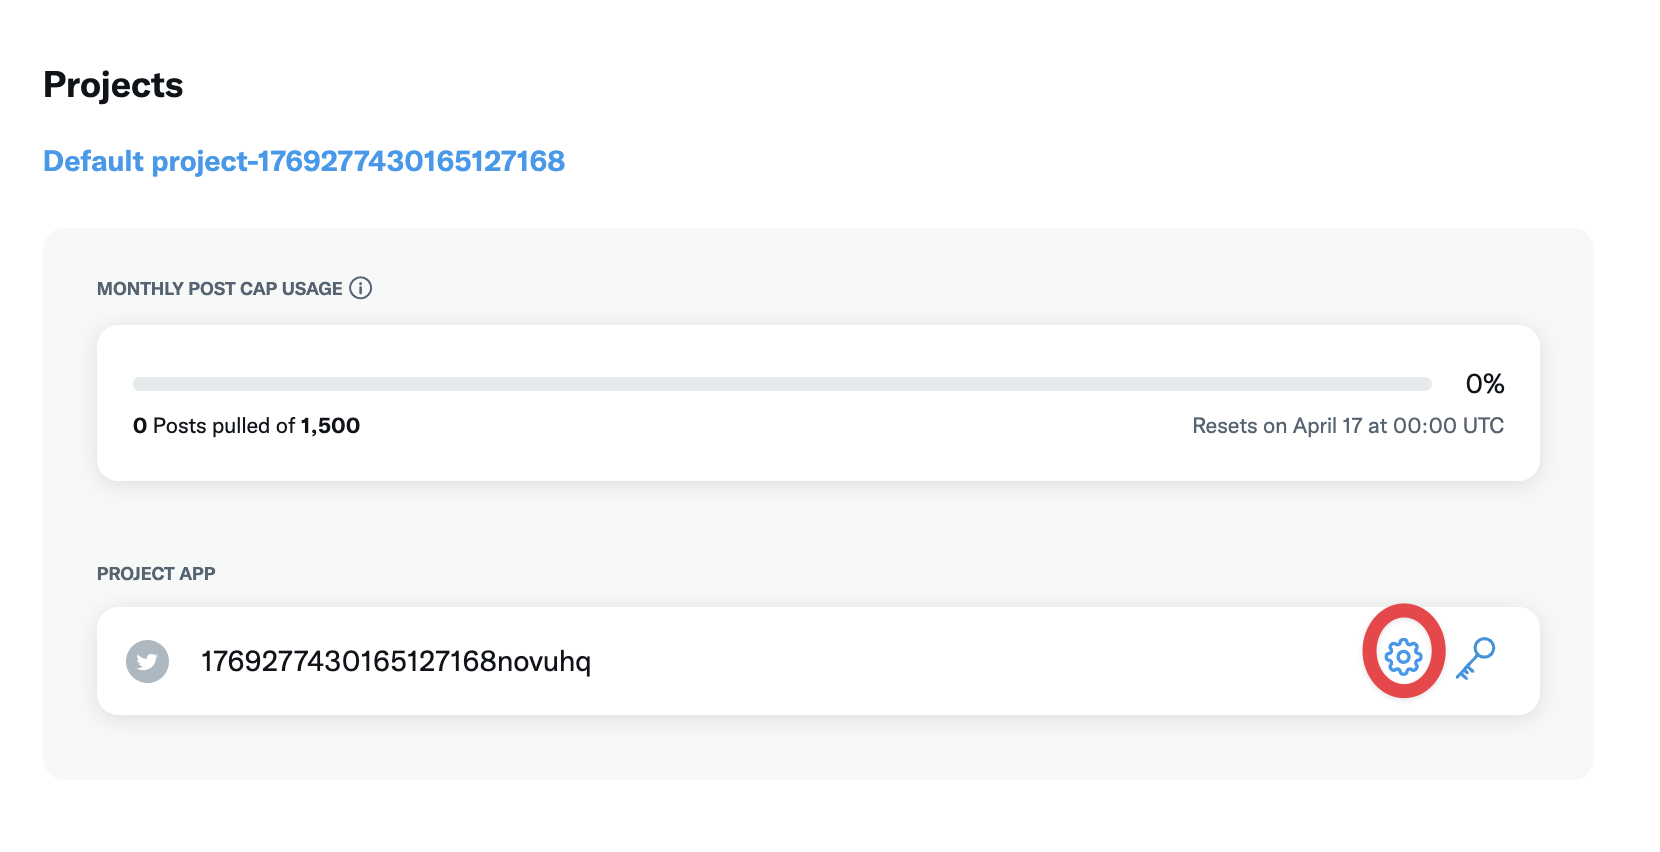 Projects
Default project-1769277430165127168
MONTHLY POST CAP USAGE
0%
0 Posts pulled of 1,500
Resets on April 17 at 00:00 UTC
PROJECT APP
1769277430165127168novuhq